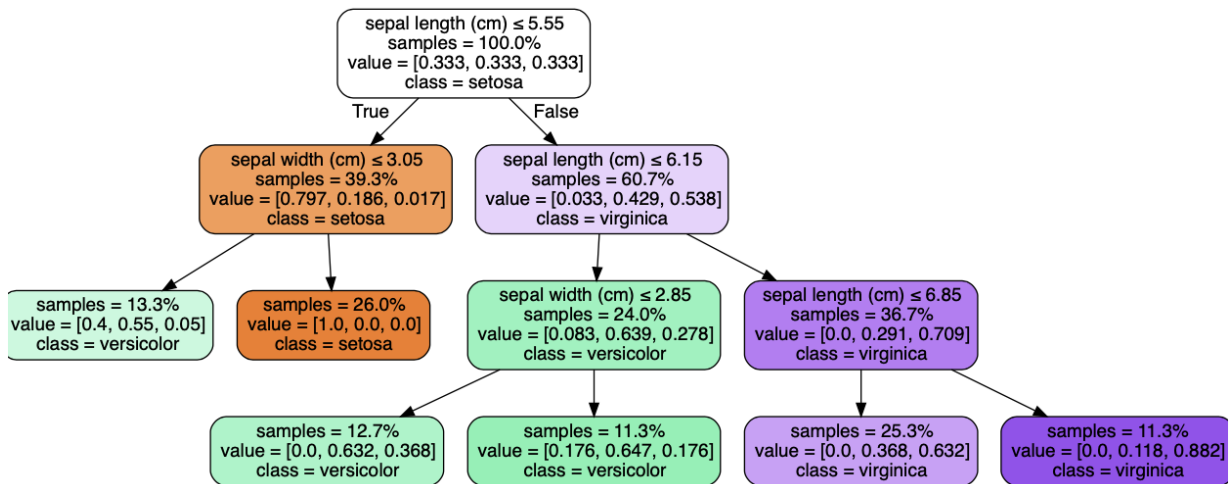 sepal length (cm) ≤ 5.55
samples = 100.0%
value = [0.333, 0.333, 0.333]
class = setosa
True
False
sepal width (cm) ≤ 3.05
samples = 39.3%
value = [0.797, 0.186, 0.017]
class = setosa
sepal length (cm) ≤ 6.15
samples = 60.7%
value = [0.033, 0.429, 0.538]
class = virginica
samples = 13.3%
value = [0.4, 0.55, 0.05]
class = versicolor
samples = 26.0%
value = [1.0, 0.0, 0.0]
class = setosa
sepal width (cm) ≤ 2.85
samples = 24.0%
value = [0.083, 0.639, 0.278]
class = versicolor
sepal length (cm) ≤ 6.85
samples = 36.7%
value = [0.0, 0.291, 0.709]
class = virginica
samples = 12.7%
value = [0.0, 0.632, 0.368]
class = versicolor
samples = 11.3%
value = [0.176, 0.647, 0.176]
class = versicolor
samples = 25.3%
value = [0.0, 0.368, 0.632]
class = virginica
samples = 11.3%
value = [0.0, 0.118, 0.882]
class = virginica